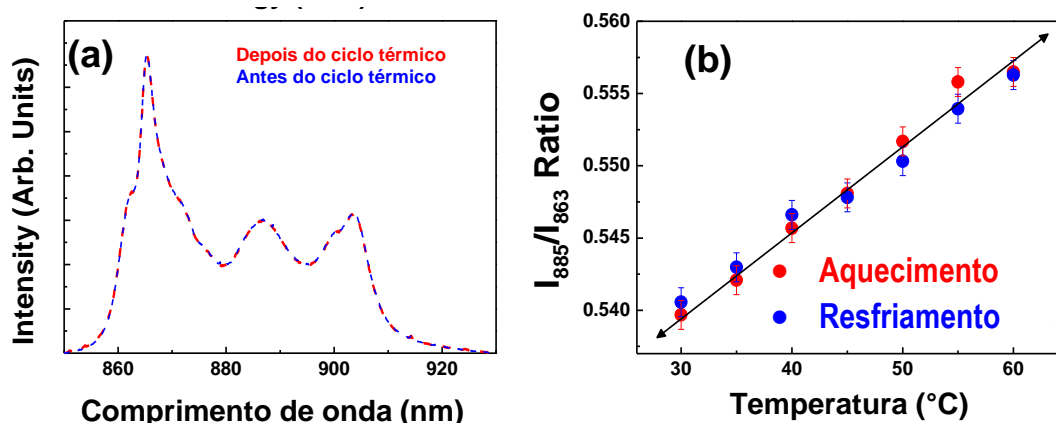 (a)
Depois do ciclo térmico
Antes do ciclo térmico
Intensity (Arb. Units)
860 880 900 920
Comprimento de onda (nm)
(b)
0.560
0.555
0.550
0.545
0.540
I885/I863 Ratio
Aquecimento
Resfriamento
30 40 50 60
Temperatura (°C)